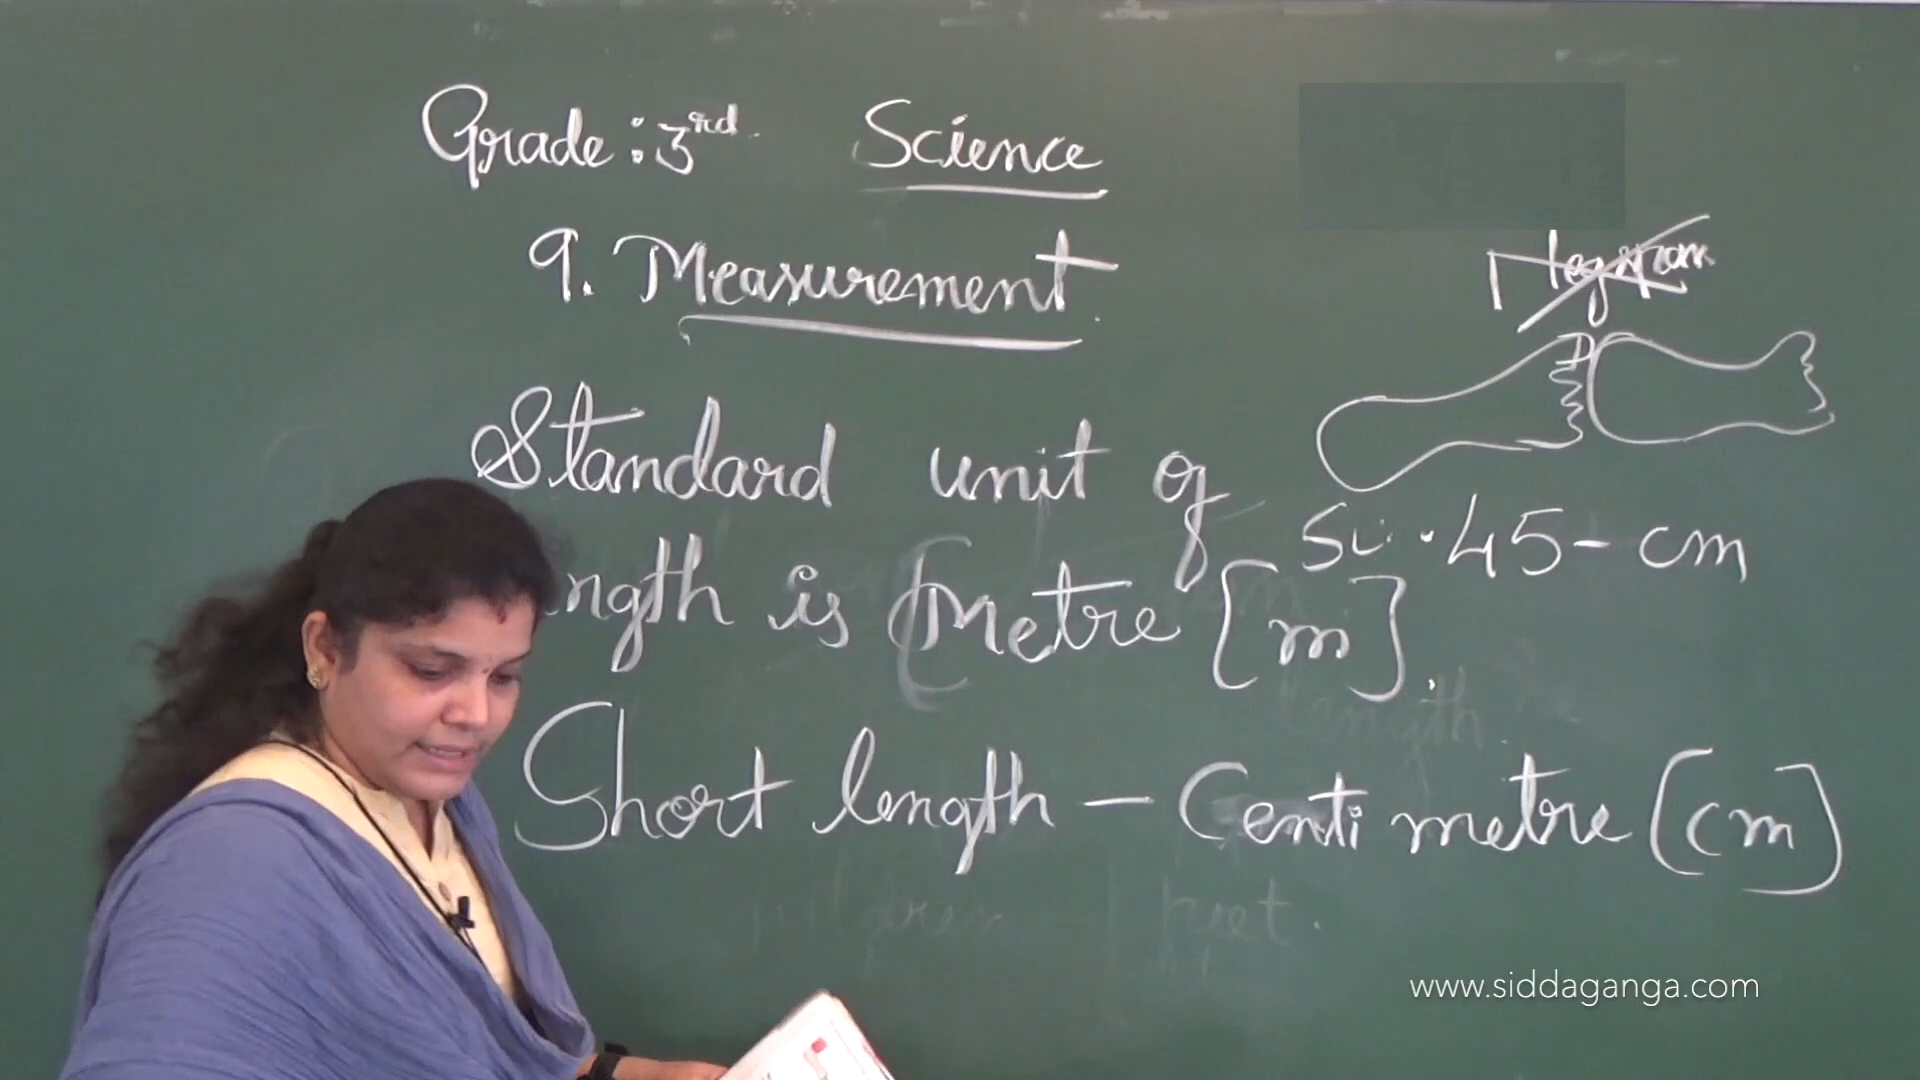 Grade : 3rd Science
9. Measurement
Standard unit of
ngth is Metre [m].
45 - cm
Short length - Centi metre (cm)
www.siddaganga.com